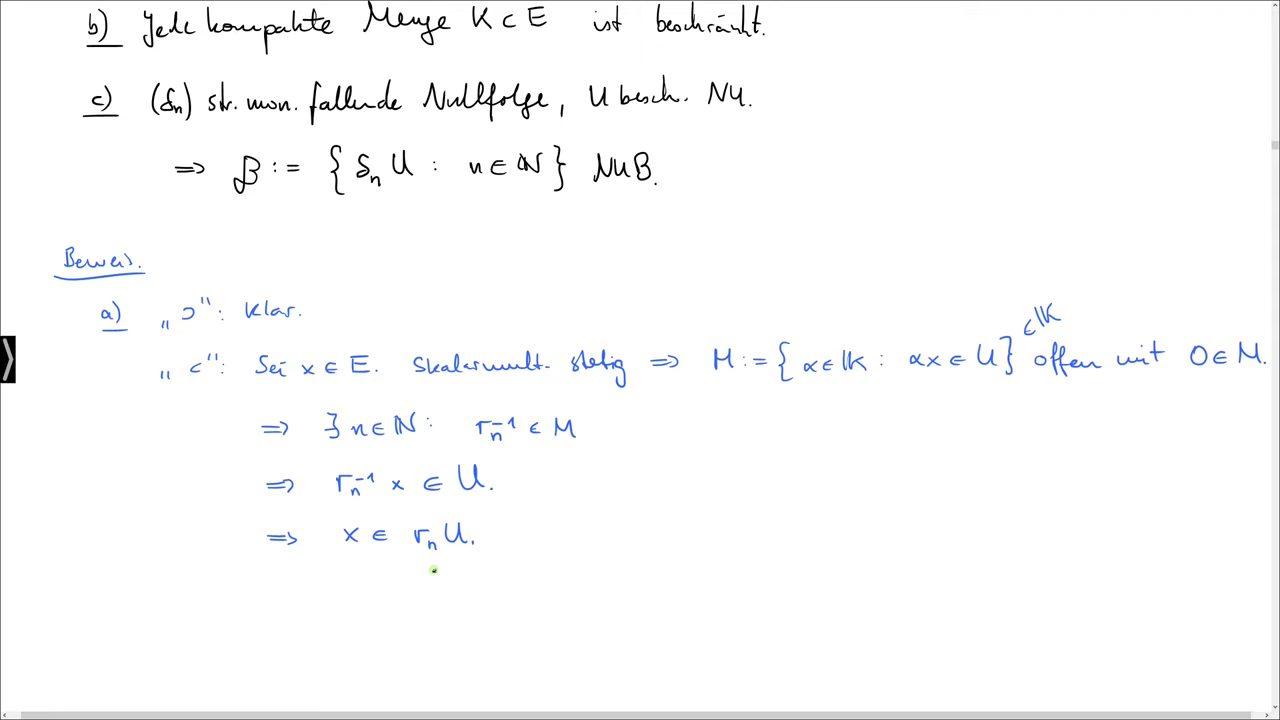 b) Jede kompakte Menge K ⊂ E ist beschränkt.
c) (δₙ) str. mon. fallende Nullfolge, U besch. NU.
⇒ 𝓑 := { δₙ U : n ∈ ℕ } NUB.
Beweis.
a) „⊃": Klar.
„⊂": Sei x ∈ E. Skalarmult. stetig ⇒ M := { α ∈ 𝕂 : αx ∈ U } ⊂ 𝕂 offen mit 0 ∈ M.
⇒ ∃ n ∈ ℕ : rₙ⁻¹ ∈ M
⇒ rₙ⁻¹ x ∈ U.
⇒ x ∈ rₙ U.